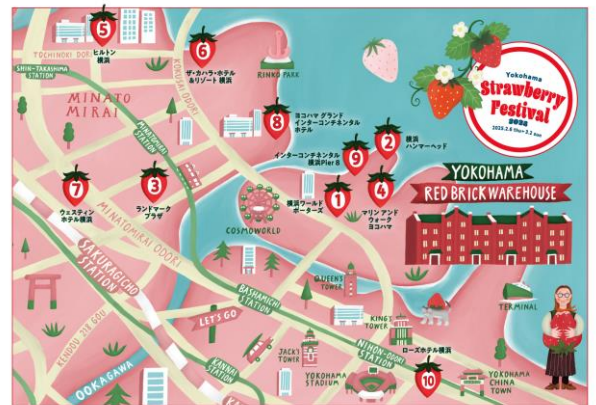 5
ヒルトン
横浜
6
ザ・カハラ・ホテル
&リゾート 横浜
TOCHINOKI DORI
SHIN-TAKASHIMA
STATION
KOKUSAI ODORI
RINKO PARK
MINATO
MIRAI
MINATOMIRAI
STATION
8
ヨコハマ グランド
インターコンチネンタル
ホテル
Yokohama
Strawberry
Festival
2025
2025.2.6 thu-
2
横浜
ハンマーヘッド
9
インターコンチネンタル
横浜Pier 8
7
ウェスティン
ホテル横浜
3
ランドマーク
プラザ
1
横浜ワールド
ポーターズ
4
マリン アンド
ウォーク
ヨコハマ
YOKOHAMA
RED BRICK WAREHOUSE
COSMOWORLD
MINATOMIRAI ODORI
SAKURAGICHO
STATION
QUEEN'S
TOWER
BASHAMICHI
STATION
TERMINAL
LET'S GO
KING'S
TOWER
JACK'S
TOWER
NIHON-ODORI
STATION
ローズホテル横浜
10
KANNAI
STATION
YOKOHAMA
STADIUM
YOKOHAMA
CHINA
TOWN
OOKAGAWA
KA